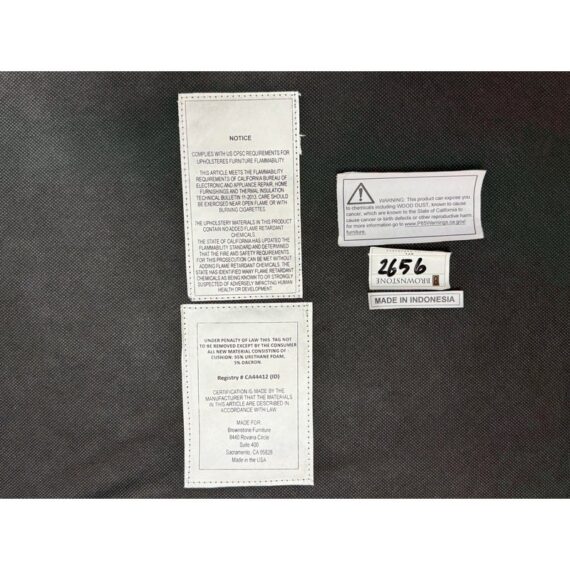 NOTICE
COMPLIES WITH US CPSC REQUIREMENTS FOR
UPHOLSTERED FURNITURE FLAMMABILITY.
THIS ARTICLE MEETS THE FLAMMABILITY
REQUIREMENTS OF CALIFORNIA BUREAU OF
ELECTRONIC AND APPLIANCE REPAIR, HOME
FURNISHINGS AND THERMAL INSULATION
TECHNICAL BULLETIN 11-2013. CARE SHOULD
BE EXERCISED NEAR OPEN FLAME OR WITH
BURNING CIGARETTES.
THE UPHOLSTERY MATERIALS IN THIS PRODUCT
CONTAIN NO ADDED FLAME RETARDANT
CHEMICALS.
THE STATE OF CALIFORNIA HAS UPDATED THE
FLAMMABILITY STANDARD AND DETERMINED
THAT THE FIRE AND SAFETY REQUIREMENTS
FOR THIS PROSECUTION CAN BE MET WITHOUT
ADDING FLAME RETARDANT CHEMICALS. THE
STATE HAS IDENTIFIED MANY FLAME RETARDANT
CHEMICALS AS BEING KNOWN TO OR STRONGLY
SUSPECTED OF ADVERSELY IMPACTING HUMAN
HEALTH OR DEVELOPMENT
UNDER PENALTY OF LAW THIS TAG NOT
TO BE REMOVED EXCEPT BY THE CONSUMER
ALL NEW MATERIAL CONSISTING OF
CUSHION: 95% URETHANE FOAM,
5% DACRON.
Registry # CA44412 (ID)
CERTIFICATION IS MADE BY THE
MANUFACTURER THAT THE MATERIALS
IN THIS ARTICLE ARE DESCRIBED IN
ACCORDANCE WITH LAW
MADE FOR:
Brownstone Furniture
8440 Rovana Circle
Suite 400
Sacramento, CA 95828
Made in the USA
WARNING: This product can expose you
to chemicals including WOOD DUST, known to cause
cancer, which are known to the State of California to
cause cancer or birth defects or other reproductive harm
for more information go to www.P65Warnings.ca.gov/
furniture.
2656
BROWNSTONE
MADE IN INDONESIA